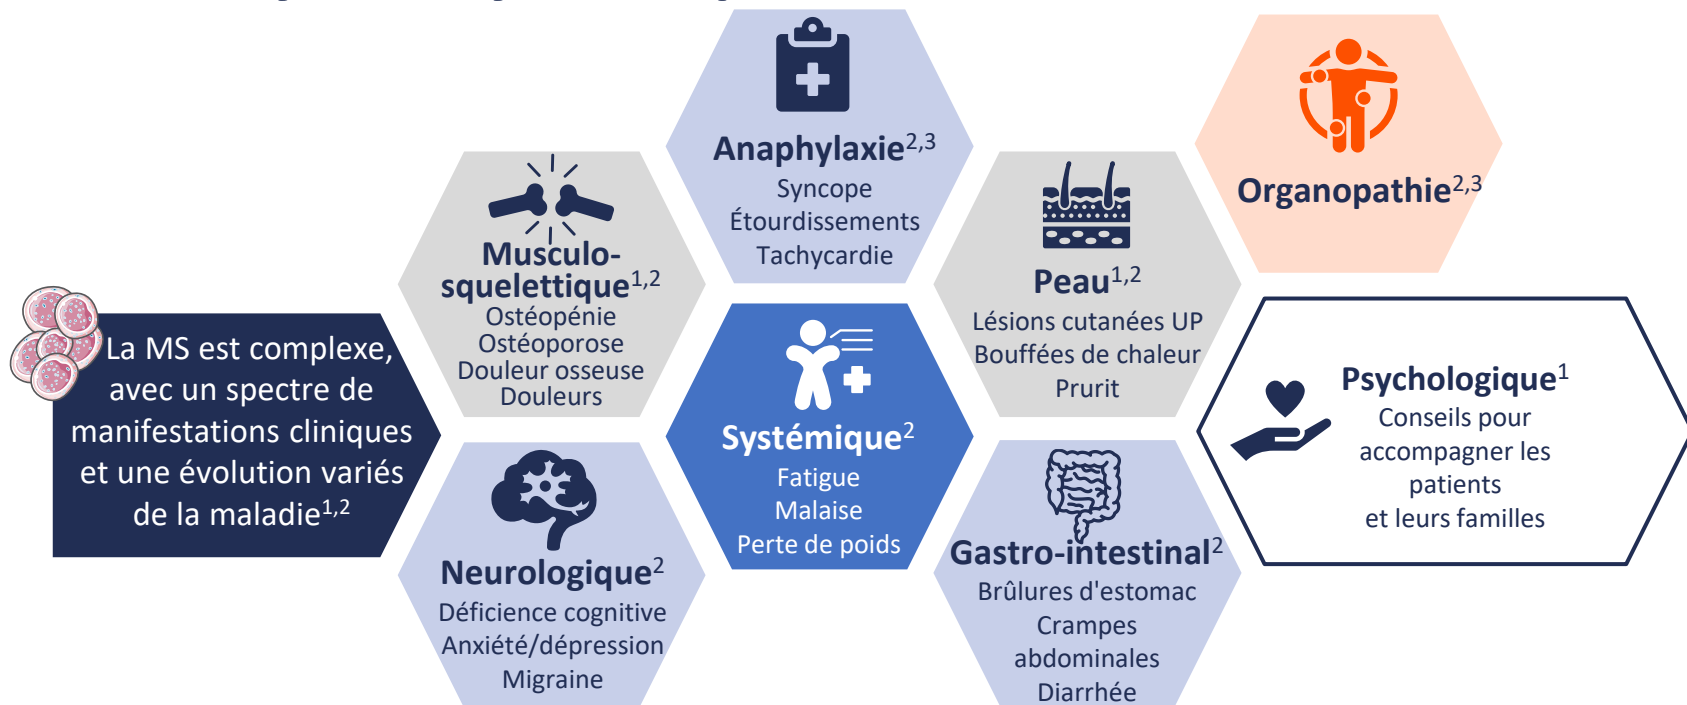 La MS est complexe,
avec un spectre de
manifestations cliniques
et une évolution variés
de la maladie1,2
Musculo-
squelettique1,2
Ostéopénie
Ostéoporose
Douleur osseuse
Douleurs
Neurologique2
Déficience cognitive
Anxiété/dépression
Migraine
Anaphylaxie2,3
Syncope
Étourdissements
Tachycardie
Systémique2
Fatigue
Malaise
Perte de poids
Peau1,2
Lésions cutanées UP
Bouffées de chaleur
Prurit
Gastro-intestinal2
Brûlures d'estomac
Crampes
abdominales
Diarrhée
Organopathie2,3
Psychologique1
Conseils pour
accompagner les
patients
et leurs familles